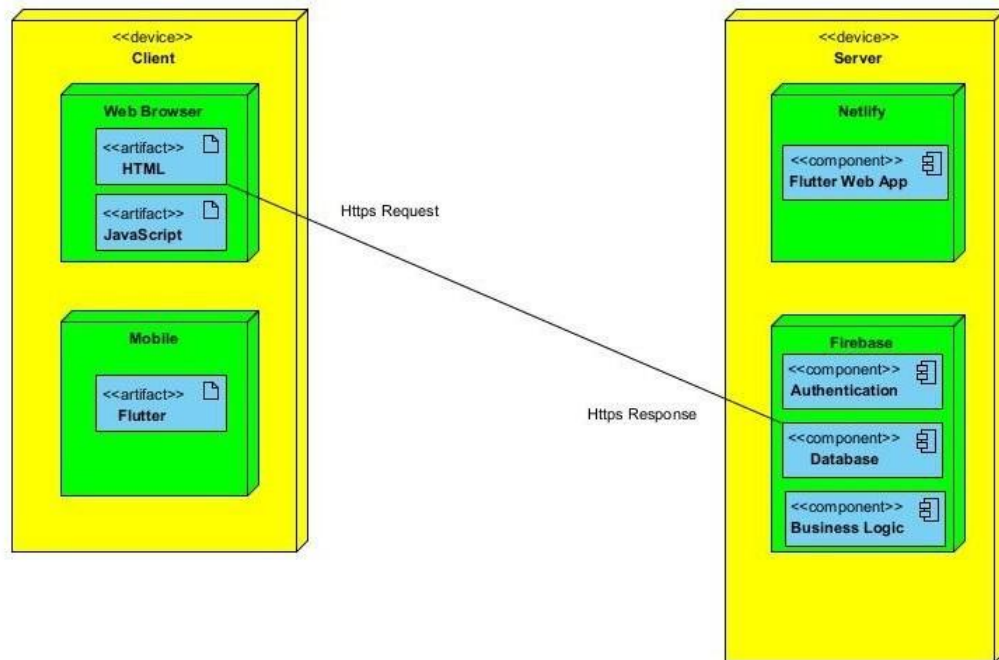 <<device>>
Client
Web Browser
<<artifact>>
HTML
<<artifact>>
JavaScript
Mobile
<<artifact>>
Flutter
Https Request
Https Response
<<device>>
Server
Netlify
<<component>>
Flutter Web App
Firebase
<<component>>
Authentication
<<component>>
Database
<<component>>
Business Logic